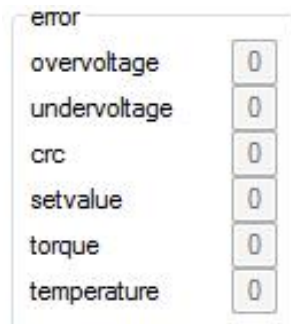 error
overvoltage 0
undervoltage 0
crc 0
setvalue 0
torque 0
temperature 0